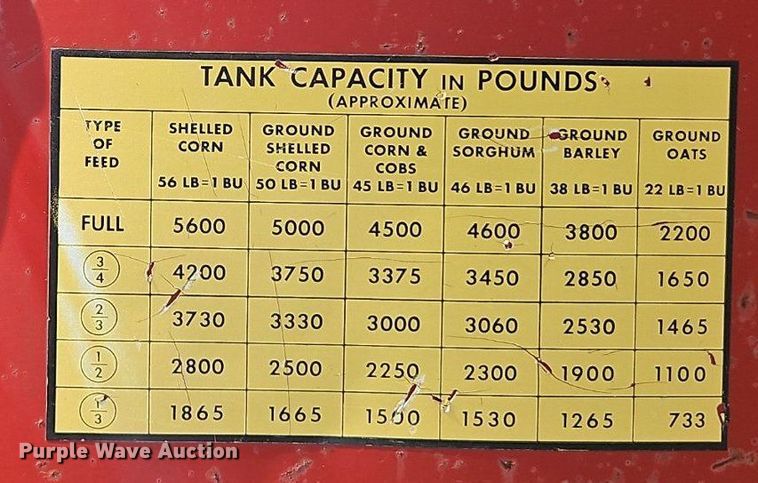 TANK CAPACITY IN POUNDS
(APPROXIMATE)
TYPE OF FEED SHELLED CORN 56 LB=1 BU GROUND SHELLED CORN 50 LB=1 BU GROUND CORN & COBS 45 LB=1 BU GROUND SORGHUM 46 LB=1 BU GROUND BARLEY 38 LB=1 BU GROUND OATS 22 LB=1 BU
FULL 5600 5000 4500 4600 3800 2200
3/4 4200 3750 3375 3450 2850 1650
2/3 3730 3330 3000 3060 2530 1465
1/2 2800 2500 2250 2300 1900 1100
1/3 1865 1665 1500 1530 1265 733
Purple Wave Auction